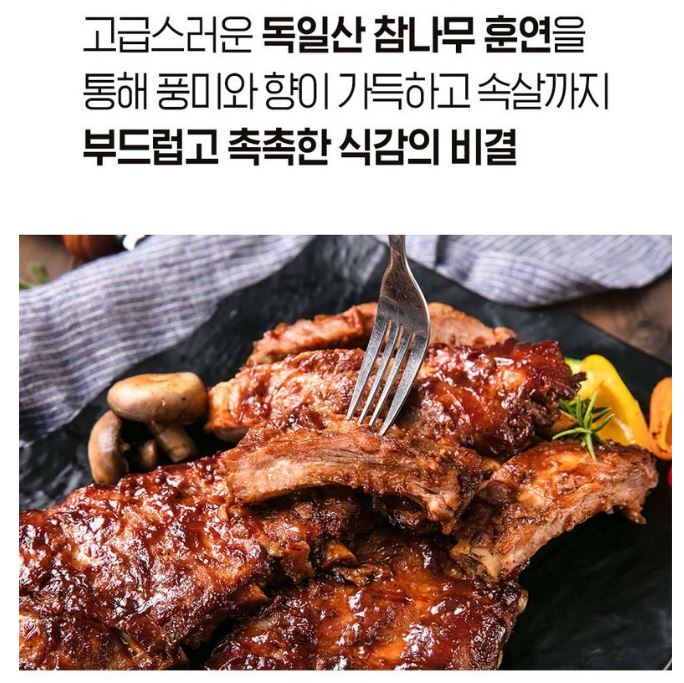 고급스러운 독일산 참나무 훈연을
통해 풍미와 향이 가득하고 속살까지
부드럽고 촉촉한 식감의 비결